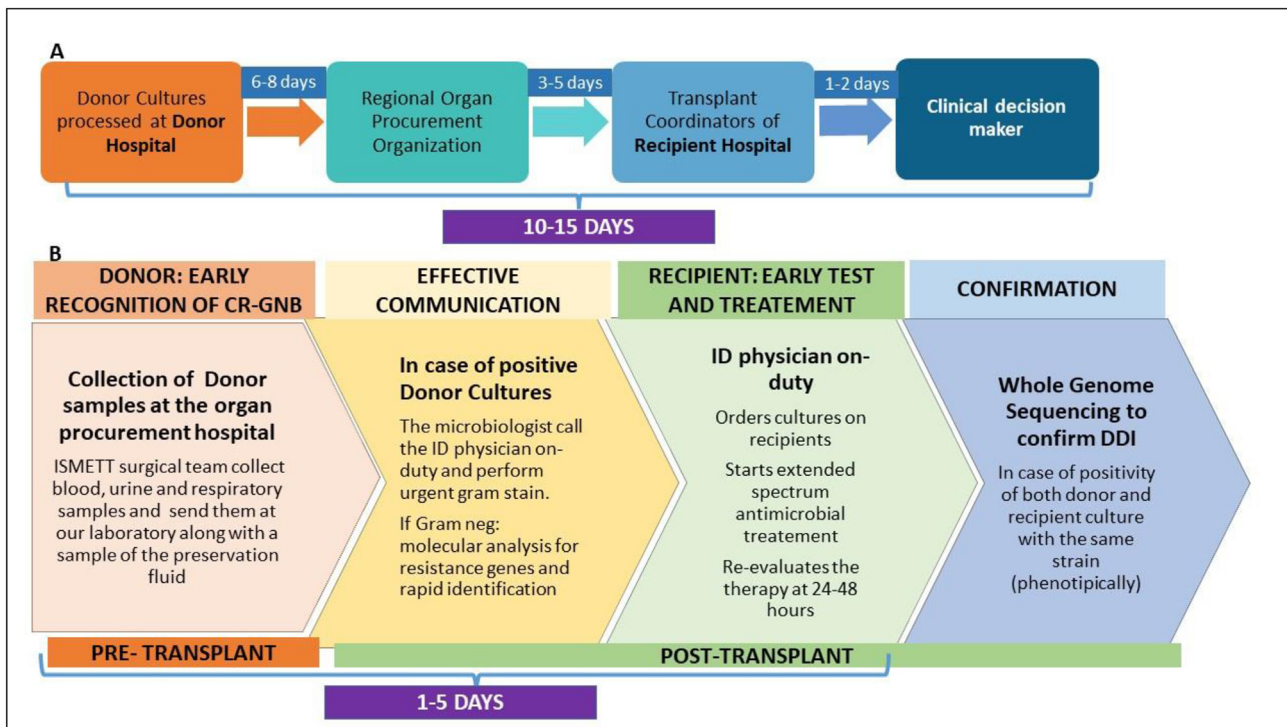 A
6-8 days
3-5 days
1-2 days
Donor Cultures
processed at Donor
Hospital
Regional Organ
Procurement
Organization
Transplant
Coordinators of
Recipient Hospital
Clinical decision
maker
10-15 DAYS
B
DONOR: EARLY
RECOGNITION OF CR-GNB
EFFECTIVE
COMMUNICATION
RECIPIENT: EARLY TEST
AND TREATEMENT
CONFIRMATION
Collection of Donor
samples at the organ
procurement hospital
ISMETT surgical team collect
blood, urine and respiratory
samples and send them at
our laboratory along with a
sample of the preservation
fluid
In case of positive
Donor Cultures
The microbiologist call
the ID physician on-
duty and perform
urgent gram stain.
If Gram neg:
molecular analysis for
resistance genes and
rapid identification
ID physician on-
duty
Orders cultures on
recipients
Starts extended
spectrum
antimicrobial
treatement
Re-evaluates the
therapy at 24-48
hours
Whole Genome
Sequencing to
confirm DDI
In case of positivity
of both donor and
recipient culture
with the same
strain
(phenotipically)
PRE- TRANSPLANT
POST-TRANSPLANT
1-5 DAYS